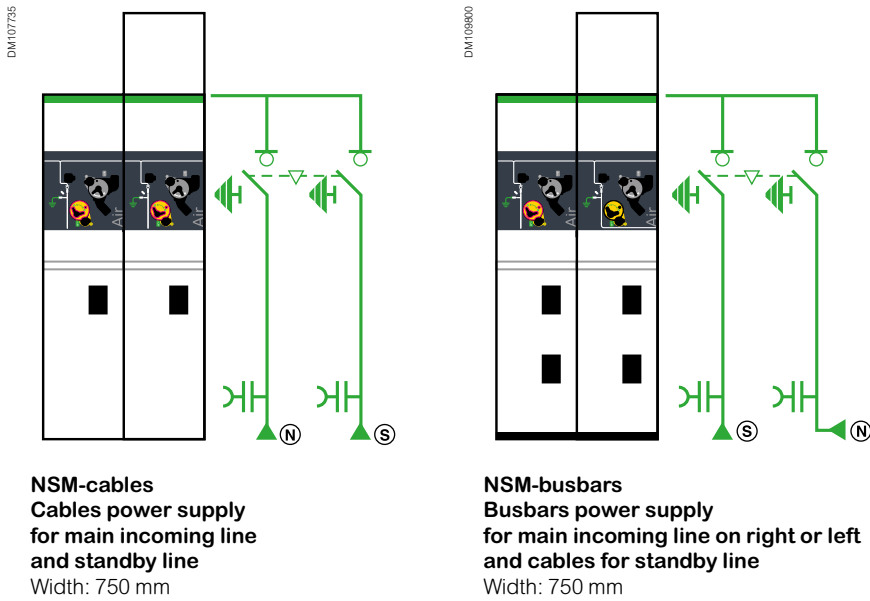 DM107735
Air
Air
N
S
NSM-cables
Cables power supply
for main incoming line
and standby line
Width: 750 mm
DM109800
Air
Air
S
N
NSM-busbars
Busbars power supply
for main incoming line on right or left
and cables for standby line
Width: 750 mm